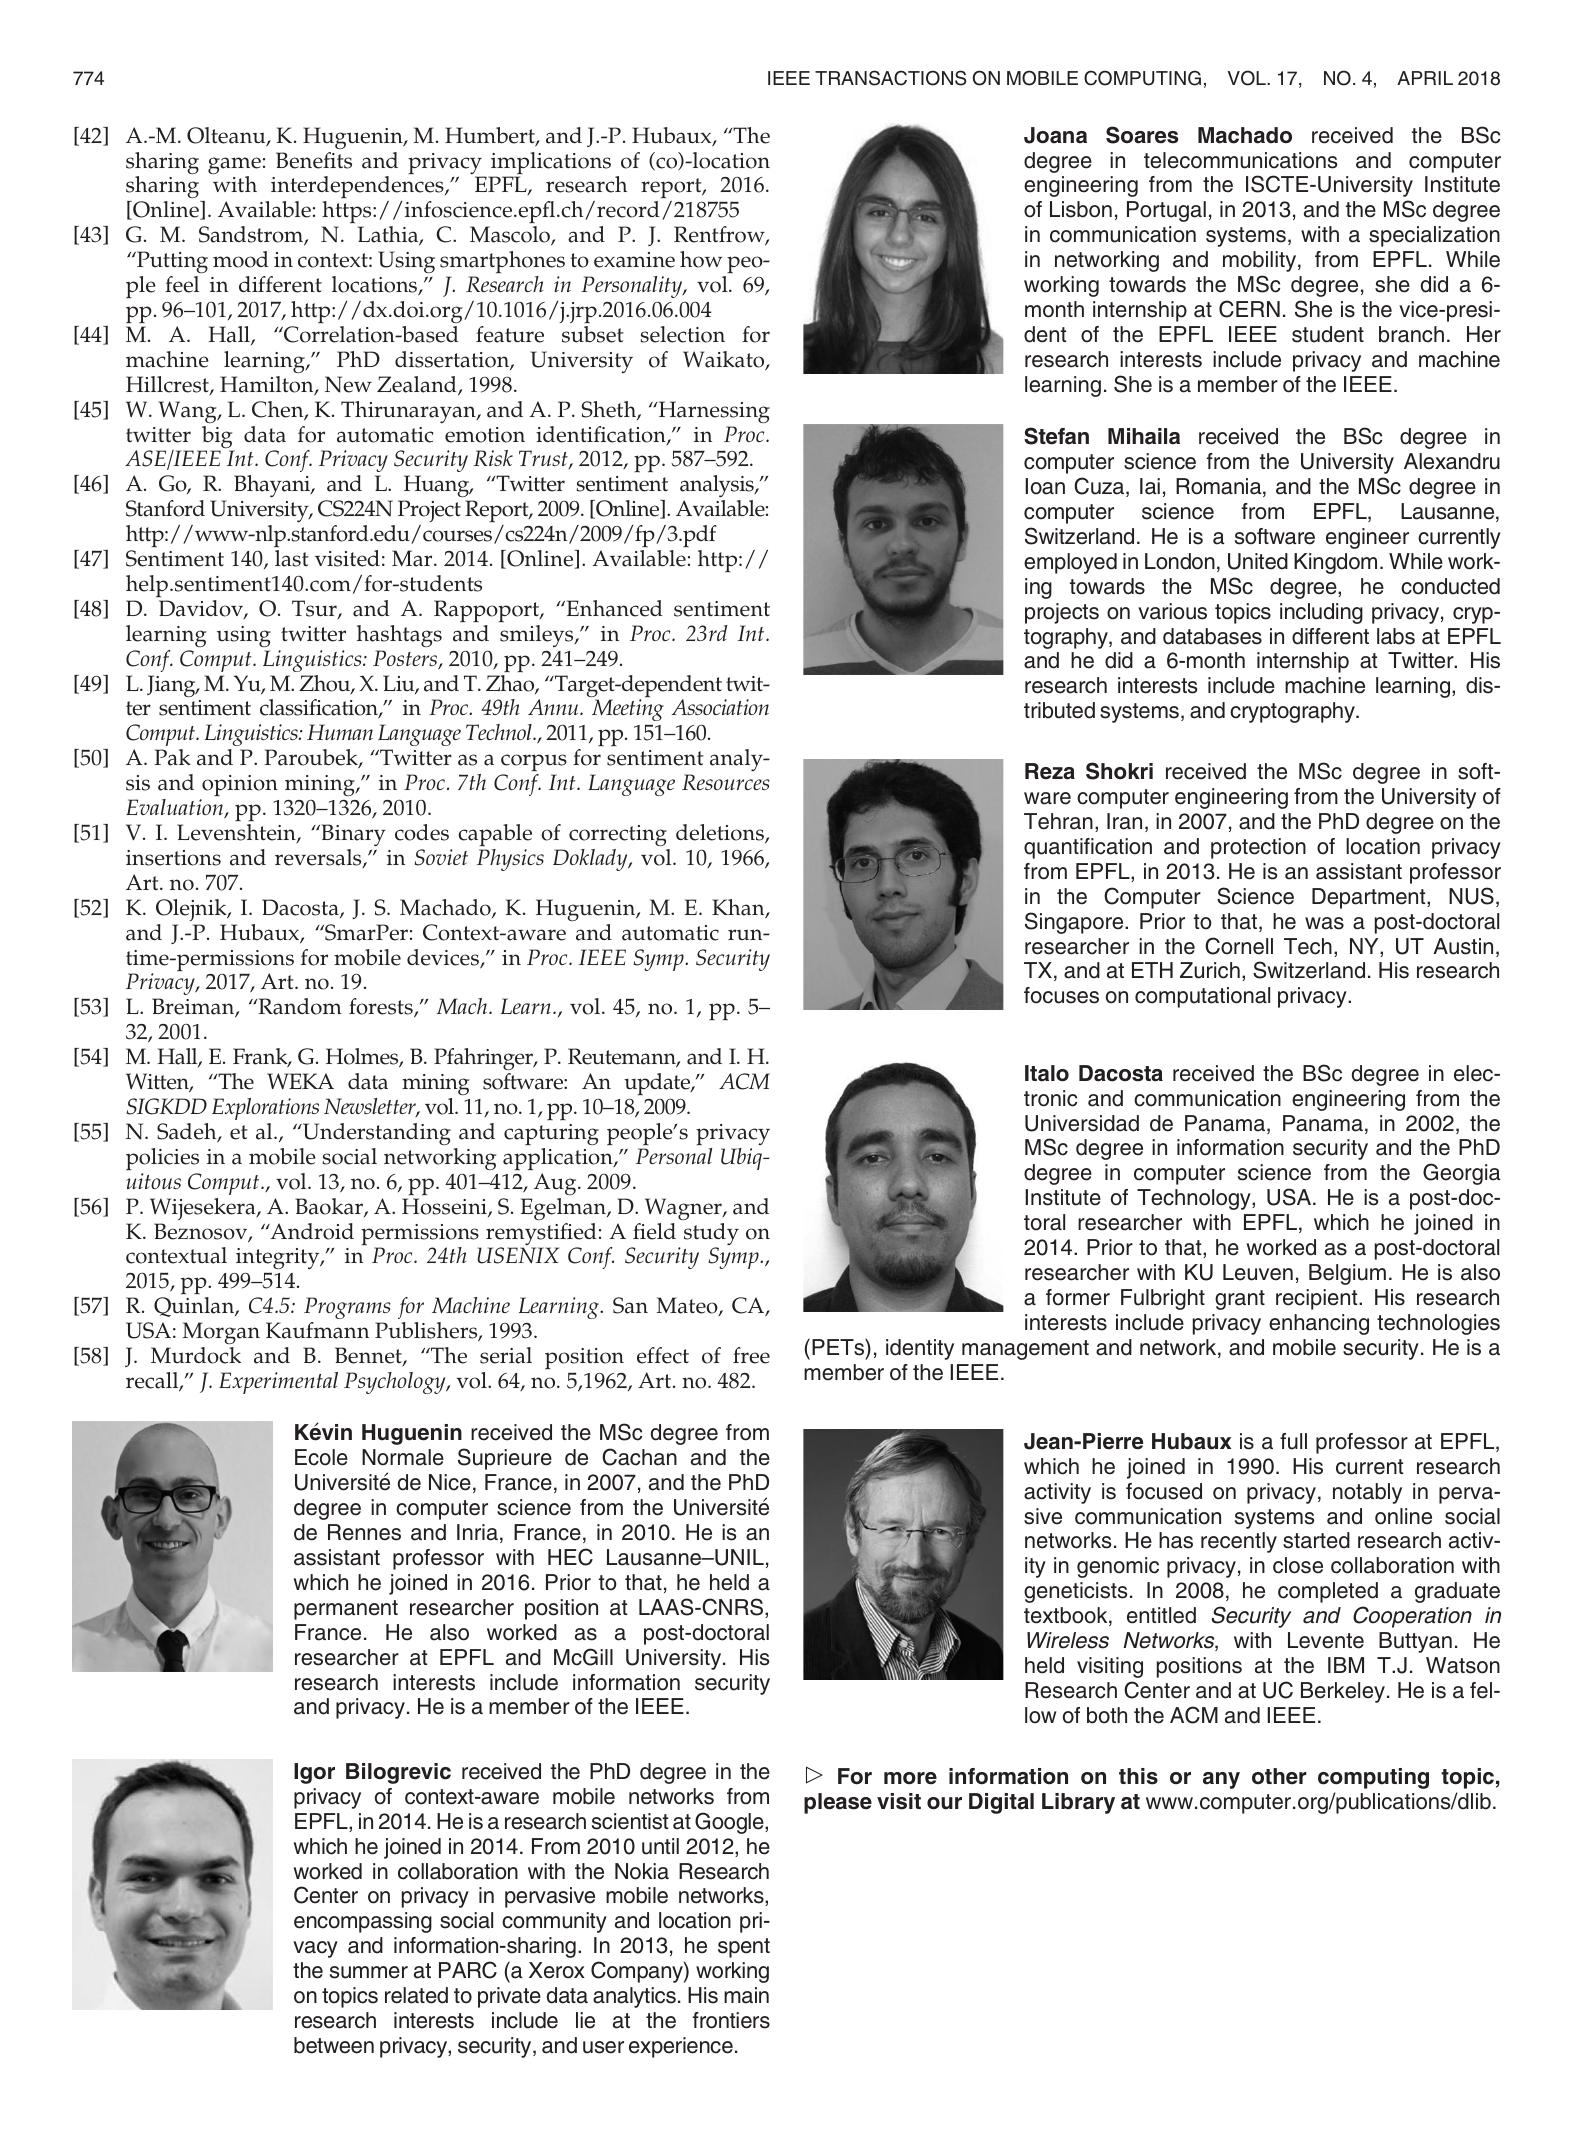 774
IEEE TRANSACTIONS ON MOBILE COMPUTING, VOL. 17, NO. 4, APRIL 2018
[42] A.-M. Olteanu, K. Huguenin, M. Humbert, and J.-P. Hubaux, “The
sharing game: Benefits and privacy implications of (co)-location
sharing with interdependences,” EPFL, research report, 2016.
[Online]. Available: https://infoscience.epfl.ch/record/218755
[43] G. M. Sandstrom, N. Lathia, C. Mascolo, and P. J. Rentfrow,
“Putting mood in context: Using smartphones to examine how peo-
ple feel in different locations,” J. Research in Personality, vol. 69,
pp. 96–101, 2017, http://dx.doi.org/10.1016/j.jrp.2016.06.004
[44] M. A. Hall, “Correlation-based feature subset selection for
machine learning,” PhD dissertation, University of Waikato,
Hillcrest, Hamilton, New Zealand, 1998.
[45] W. Wang, L. Chen, K. Thirunarayan, and A. P. Sheth, “Harnessing
twitter big data for automatic emotion identification,” in Proc.
ASE/IEEE Int. Conf. Privacy Security Risk Trust, 2012, pp. 587–592.
[46] A. Go, R. Bhayani, and L. Huang, “Twitter sentiment analysis,”
Stanford University, CS224N Project Report, 2009. [Online]. Available:
http://www-nlp.stanford.edu/courses/cs224n/2009/fp/3.pdf
[47] Sentiment 140, last visited: Mar. 2014. [Online]. Available: http://
help.sentiment140.com/for-students
[48] D. Davidov, O. Tsur, and A. Rappoport, “Enhanced sentiment
learning using twitter hashtags and smileys,” in Proc. 23rd Int.
Conf. Comput. Linguistics: Posters, 2010, pp. 241–249.
[49] L. Jiang, M. Yu, M. Zhou, X. Liu, and T. Zhao, “Target-dependent twit-
ter sentiment classification,” in Proc. 49th Annu. Meeting Association
Comput. Linguistics: Human Language Technol., 2011, pp. 151–160.
[50] A. Pak and P. Paroubek, “Twitter as a corpus for sentiment analy-
sis and opinion mining,” in Proc. 7th Conf. Int. Language Resources
Evaluation, pp. 1320–1326, 2010.
[51] V. I. Levenshtein, “Binary codes capable of correcting deletions,
insertions and reversals,” in Soviet Physics Doklady, vol. 10, 1966,
Art. no. 707.
[52] K. Olejnik, I. Dacosta, J. S. Machado, K. Huguenin, M. E. Khan,
and J.-P. Hubaux, “SmarPer: Context-aware and automatic run-
time-permissions for mobile devices,” in Proc. IEEE Symp. Security
Privacy, 2017, Art. no. 19.
[53] L. Breiman, “Random forests,” Mach. Learn., vol. 45, no. 1, pp. 5–
32, 2001.
[54] M. Hall, E. Frank, G. Holmes, B. Pfahringer, P. Reutemann, and I. H.
Witten, “The WEKA data mining software: An update,” ACM
SIGKDD Explorations Newsletter, vol. 11, no. 1, pp. 10–18, 2009.
[55] N. Sadeh, et al., “Understanding and capturing people’s privacy
policies in a mobile social networking application,” Personal Ubiq-
uitous Comput., vol. 13, no. 6, pp. 401–412, Aug. 2009.
[56] P. Wijesekera, A. Baokar, A. Hosseini, S. Egelman, D. Wagner, and
K. Beznosov, “Android permissions remystified: A field study on
contextual integrity,” in Proc. 24th USENIX Conf. Security Symp.,
2015, pp. 499–514.
[57] R. Quinlan, C4.5: Programs for Machine Learning. San Mateo, CA,
USA: Morgan Kaufmann Publishers, 1993.
[58] J. Murdock and B. Bennet, “The serial position effect of free
recall,” J. Experimental Psychology, vol. 64, no. 5,1962, Art. no. 482.
Kévin Huguenin received the MSc degree from
Ecole Normale Suprieure de Cachan and the
Université de Nice, France, in 2007, and the PhD
degree in computer science from the Université
de Rennes and Inria, France, in 2010. He is an
assistant professor with HEC Lausanne–UNIL,
which he joined in 2016. Prior to that, he held a
permanent researcher position at LAAS-CNRS,
France. He also worked as a post-doctoral
researcher at EPFL and McGill University. His
research interests include information security
and privacy. He is a member of the IEEE.
Igor Bilogrevic received the PhD degree in the
privacy of context-aware mobile networks from
EPFL, in 2014. He is a research scientist at Google,
which he joined in 2014. From 2010 until 2012, he
worked in collaboration with the Nokia Research
Center on privacy in pervasive mobile networks,
encompassing social community and location pri-
vacy and information-sharing. In 2013, he spent
the summer at PARC (a Xerox Company) working
on topics related to private data analytics. His main
research interests include lie at the frontiers
between privacy, security, and user experience.
Joana Soares Machado received the BSc
degree in telecommunications and computer
engineering from the ISCTE-University Institute
of Lisbon, Portugal, in 2013, and the MSc degree
in communication systems, with a specialization
in networking and mobility, from EPFL. While
working towards the MSc degree, she did a 6-
month internship at CERN. She is the vice-presi-
dent of the EPFL IEEE student branch. Her
research interests include privacy and machine
learning. She is a member of the IEEE.
Stefan Mihaila received the BSc degree in
computer science from the University Alexandru
Ioan Cuza, Iai, Romania, and the MSc degree in
computer science from EPFL, Lausanne,
Switzerland. He is a software engineer currently
employed in London, United Kingdom. While work-
ing towards the MSc degree, he conducted
projects on various topics including privacy, cryp-
tography, and databases in different labs at EPFL
and he did a 6-month internship at Twitter. His
research interests include machine learning, dis-
tributed systems, and cryptography.
Reza Shokri received the MSc degree in soft-
ware computer engineering from the University of
Tehran, Iran, in 2007, and the PhD degree on the
quantification and protection of location privacy
from EPFL, in 2013. He is an assistant professor
in the Computer Science Department, NUS,
Singapore. Prior to that, he was a post-doctoral
researcher in the Cornell Tech, NY, UT Austin,
TX, and at ETH Zurich, Switzerland. His research
focuses on computational privacy.
Italo Dacosta received the BSc degree in elec-
tronic and communication engineering from the
Universidad de Panama, Panama, in 2002, the
MSc degree in information security and the PhD
degree in computer science from the Georgia
Institute of Technology, USA. He is a post-doc-
toral researcher with EPFL, which he joined in
2014. Prior to that, he worked as a post-doctoral
researcher with KU Leuven, Belgium. He is also
a former Fulbright grant recipient. His research
interests include privacy enhancing technologies
(PETs), identity management and network, and mobile security. He is a
member of the IEEE.
Jean-Pierre Hubaux is a full professor at EPFL,
which he joined in 1990. His current research
activity is focused on privacy, notably in perva-
sive communication systems and online social
networks. He has recently started research activ-
ity in genomic privacy, in close collaboration with
geneticists. In 2008, he completed a graduate
textbook, entitled Security and Cooperation in
Wireless Networks, with Levente Buttyan. He
held visiting positions at the IBM T.J. Watson
Research Center and at UC Berkeley. He is a fel-
low of both the ACM and IEEE.
▷ For more information on this or any other computing topic,
please visit our Digital Library at www.computer.org/publications/dlib.